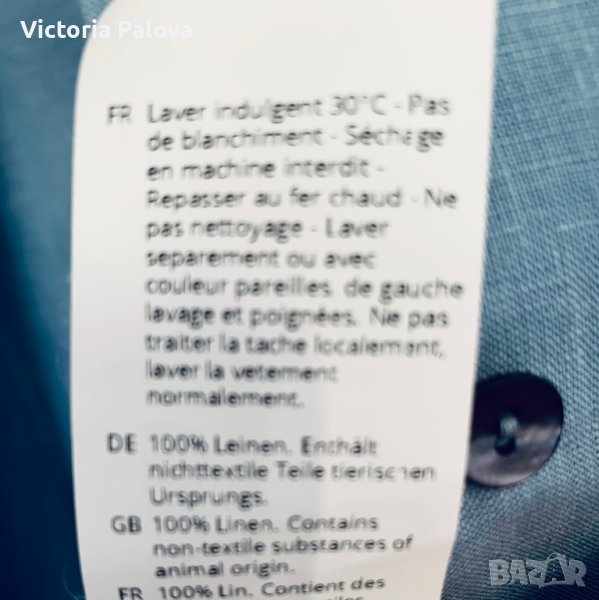 Victoria Palova
FR Laver indulgent 30°C - Pas
de blanchiment - Séchage
en machine interdit -
Repasser au fer chaud - Ne
pas nettoyage - Laver
separement ou avec
couleur pareilles, de gauche
lavage et poignées. Ne pas
traiter la tache localement,
laver la vetement
normalement.
DE 100% Leinen. Enthält
nichttextile Teile tierischen
Ursprungs.
GB 100% Linen. Contains
non-textile substances of
animal origin.
FR 100% Lin. Contient des
BAZAR